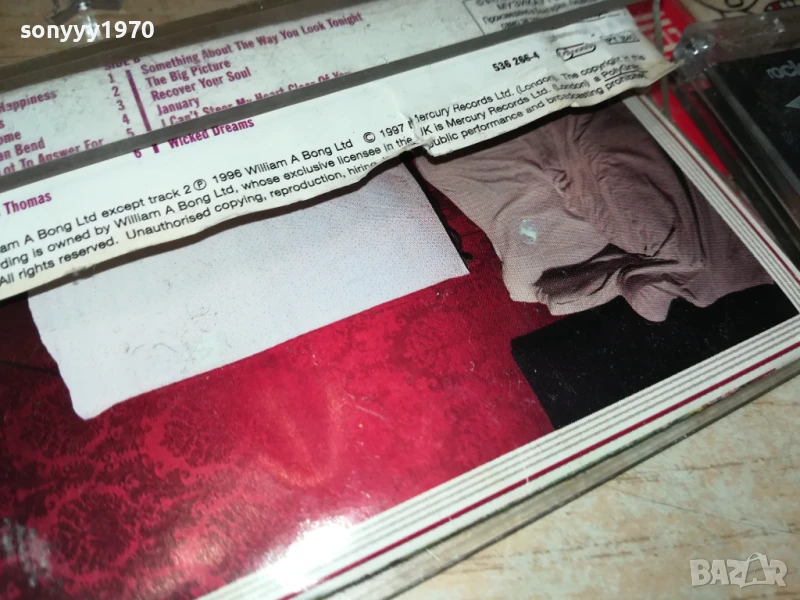 sonyyy1970
SIDE B
1 Something About The Way You Look Tonight
2 The Big Picture
3 Recover Your Soul
4 January
5 I Can't Steer My Heart Clear Of You
6 Wicked Dreams
Happiness
ome
an Bend
Lot To Answer For
Thomas
536 266-4
am A Bong Ltd except track 2 Ⓟ 1996 William A Bong Ltd © 1997 Mercury Records Ltd. (London). The copyright in this
ding is owned by William A Bong Ltd, whose exclusive licensee in the UK is Mercury Records Ltd. (London), a PolyGram
All rights reserved. Unauthorised copying, reproduction, hiring public performance and broadcasting prohibited
rock
BAZAR